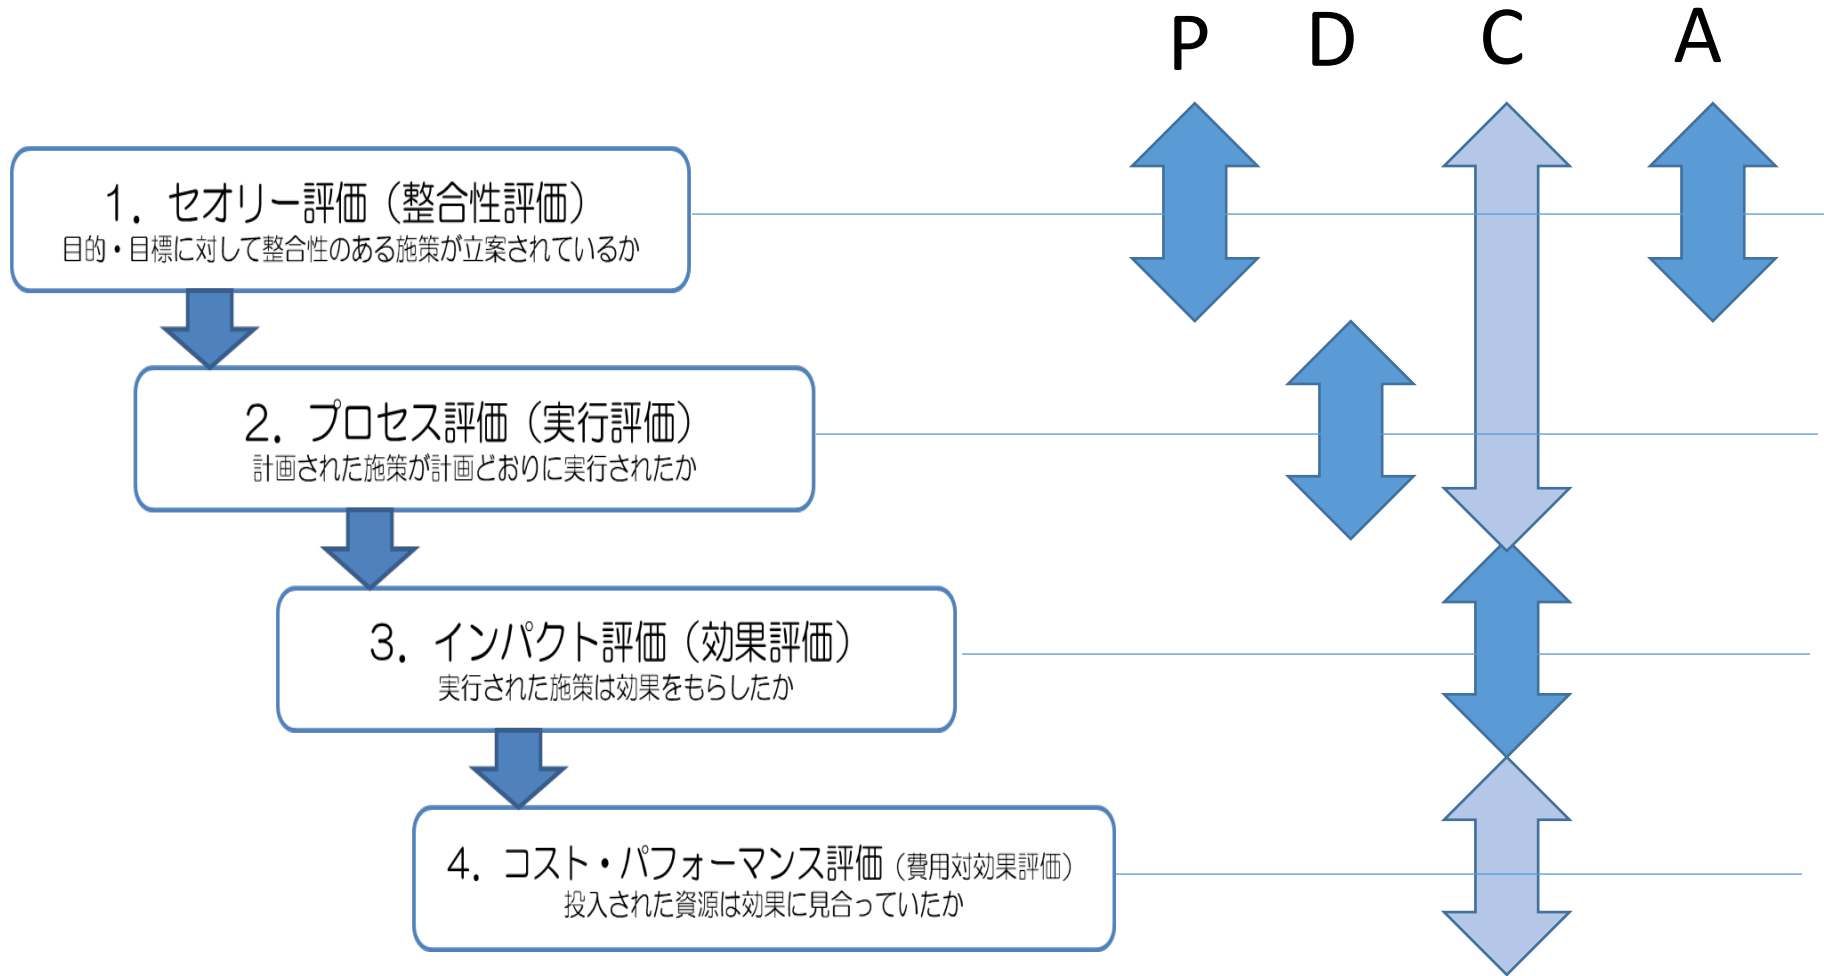 P D C A
1．セオリー評価（整合性評価）
目的・目標に対して整合性のある施策が立案されているか
2．プロセス評価（実行評価）
計画された施策が計画どおりに実行されたか
3．インパクト評価（効果評価）
実行された施策は効果をもらしたか
4．コスト・パフォーマンス評価（費用対効果評価）
投入された資源は効果に見合っていたか